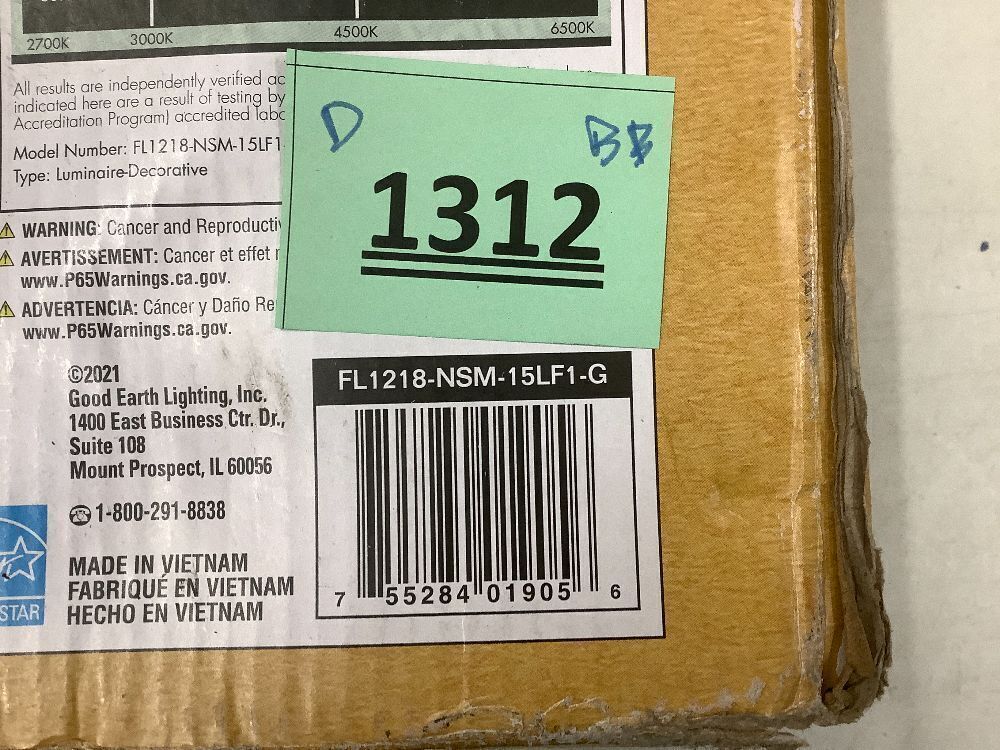 2700K 3000K 4500K 6500K
All results are independently verified
indicated here are a result of testing by
Accreditation Program) accredited
Model Number: FL1218-NSM-15LF1
Type: Luminaire-Decorative
WARNING: Cancer and
AVERTISSEMENT: Cancer et effet
www.P65Warnings.ca.gov.
ADVERTENCIA: Cáncer y Daño
www.P65Warnings.ca.gov.
D BB
1312
©2021
Good Earth Lighting, Inc.
1400 East Business Ctr. Dr.,
Suite 108
Mount Prospect, IL 60056
1-800-291-8838
MADE IN VIETNAM
FABRIQUÉ EN VIETNAM
HECHO EN VIETNAM
STAR
FL1218-NSM-15LF1-G
7 55284 01905 6